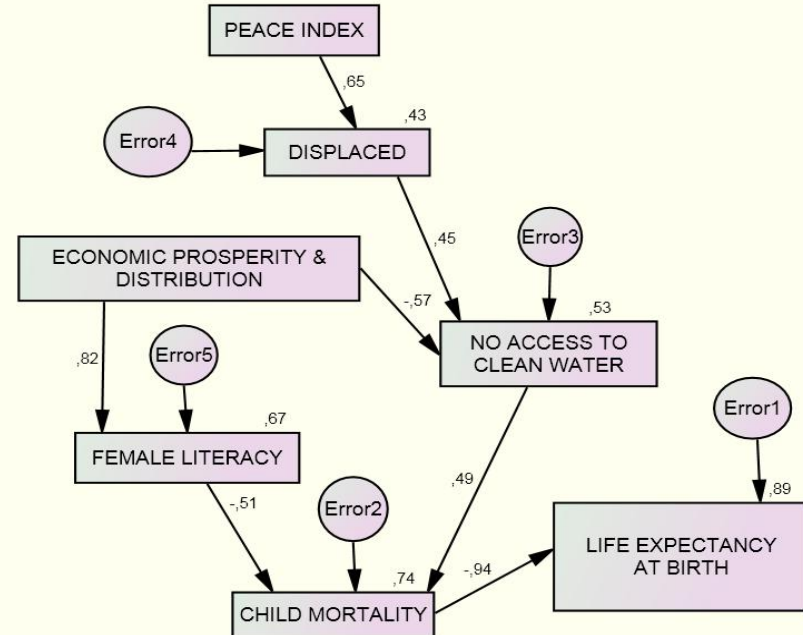 PEACE INDEX
,65
,43
Error4
DISPLACED
,45
Error3
ECONOMIC PROSPERITY &
DISTRIBUTION
-,57
,53
NO ACCESS TO
CLEAN WATER
,82
Error5
,67
FEMALE LITERACY
Error1
-,51
,49
Error2
,89
LIFE EXPECTANCY
AT BIRTH
,74
-,94
CHILD MORTALITY